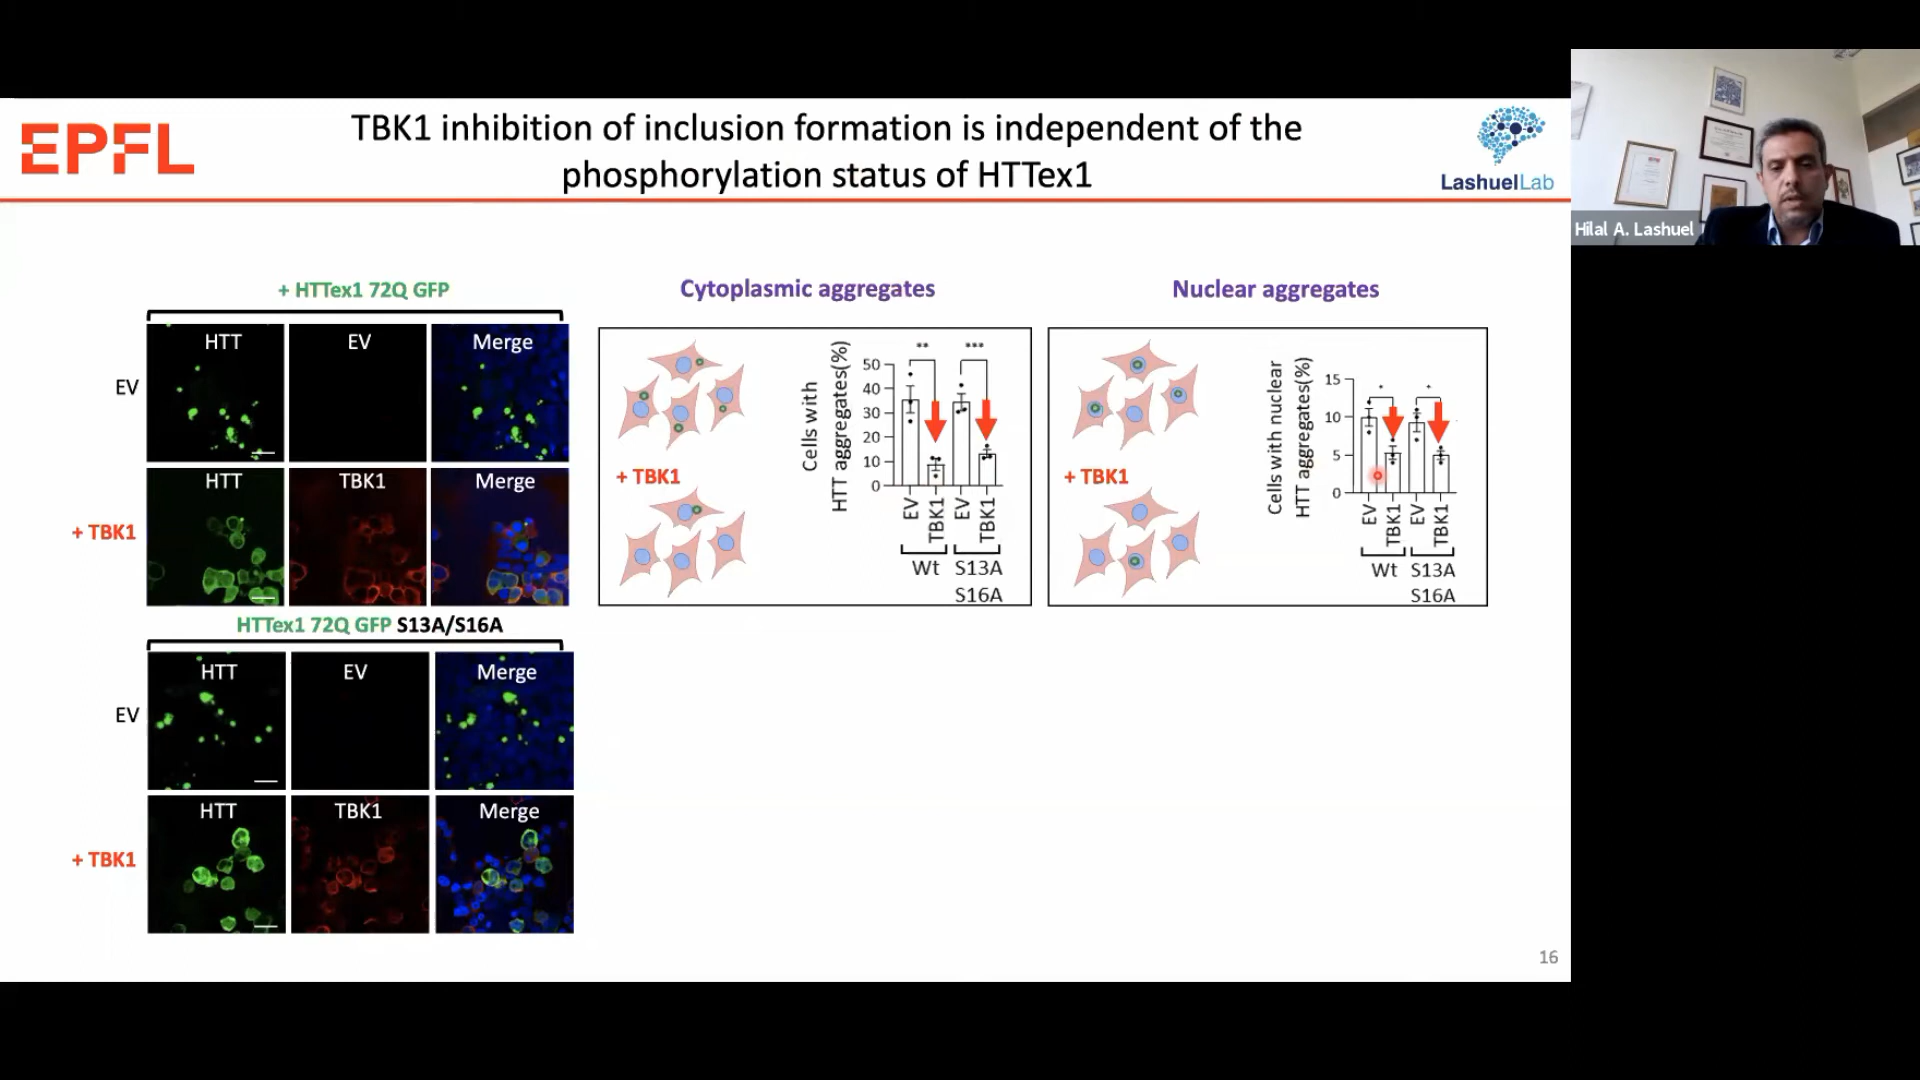 EPFL
TBK1 inhibition of inclusion formation is independent of the
phosphorylation status of HTTex1
LashuelLab
Hilal A. Lashuel
+ HTTex1 72Q GFP
HTT
EV
Merge
EV
HTT
TBK1
Merge
+ TBK1
HTTex1 72Q GFP S13A/S16A
HTT
EV
Merge
EV
HTT
TBK1
Merge
+ TBK1
Cytoplasmic aggregates
+ TBK1
Cells with
HTT aggregates(%)
50
40
30
20
10
0
**
***
EV
TBK1
EV
TBK1
Wt
S13A
S16A
Nuclear aggregates
+ TBK1
Cells with nuclear
HTT aggregates(%)
15
10
5
0
*
*
EV
TBK1
EV
TBK1
Wt
S13A
S16A
16